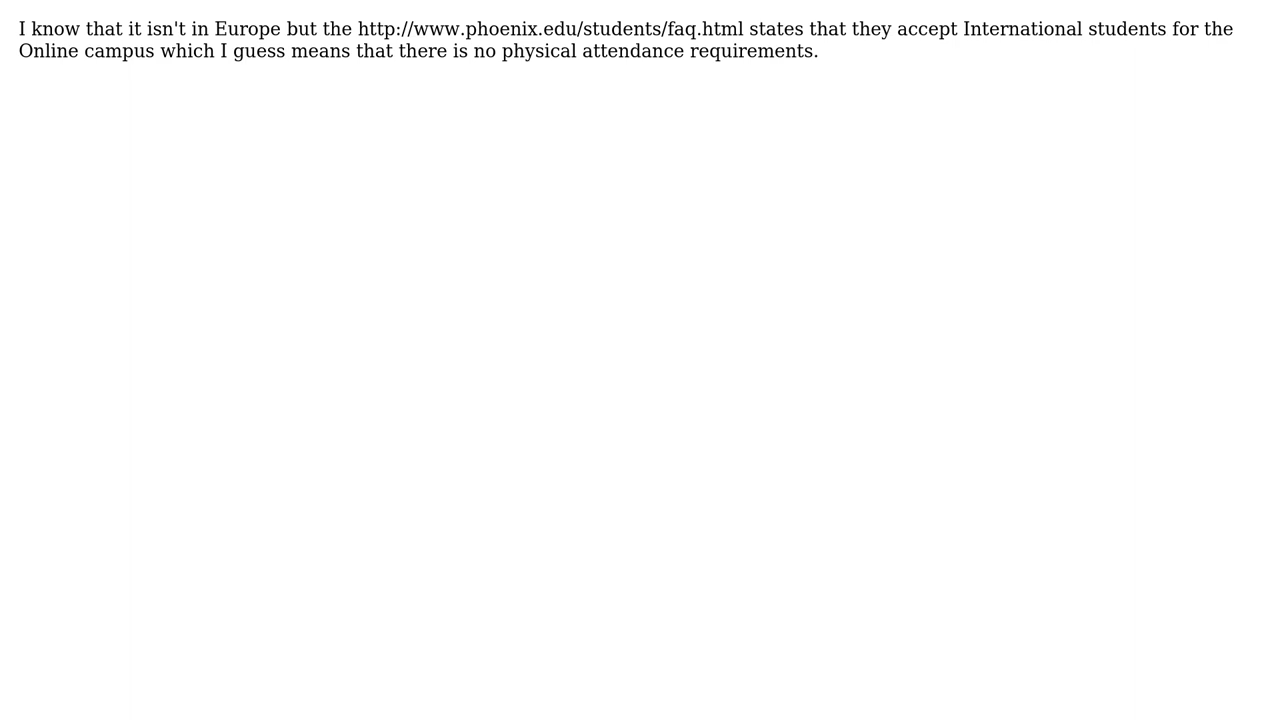 I know that it isn't in Europe but the http://www.phoenix.edu/students/faq.html states that they accept International students for the
Online campus which I guess means that there is no physical attendance requirements.